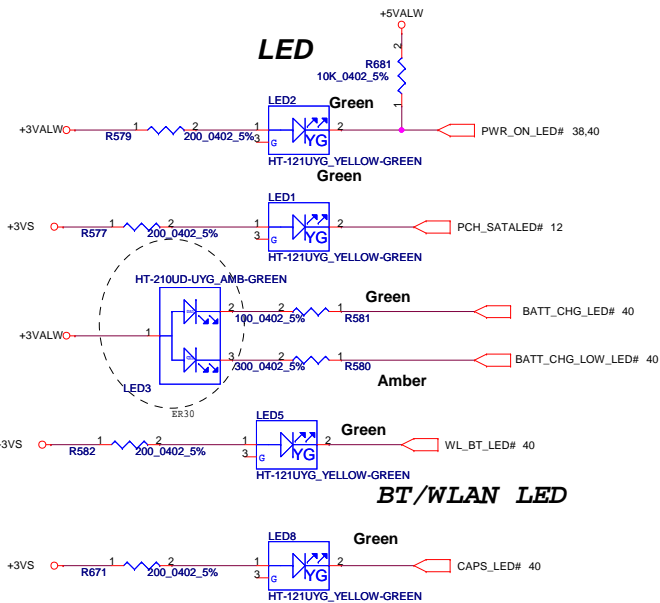 +5VALW
LED
2
R681
10K_0402_5%
1
LED2
Green
+3VALW
1
2
R579
200_0402_5%
1
3
G
YG
2
PWR_ON_LED# 38,40
HT-121UYG_YELLOW-GREEN
Green
LED1
+3VS
1
2
R577
200_0402_5%
1
3
G
YG
2
PCH_SATALED# 12
HT-121UYG_YELLOW-GREEN
HT-210UD-UYG_AMB-GREEN
Green
2
2
1
100_0402_5%
R581
BATT_CHG_LED# 40
+3VALW
1
3
2
1
300_0402_5%
R580
BATT_CHG_LOW_LED# 40
LED3
Amber
ER30
LED5
Green
+3VS
1
2
R582
200_0402_5%
1
3
G
YG
2
WL_BT_LED# 40
HT-121UYG_YELLOW-GREEN
BT/WLAN LED
LED8
Green
+3VS
1
2
R671
200_0402_5%
1
3
G
YG
2
CAPS_LED# 40
HT-121UYG_YELLOW-GREEN